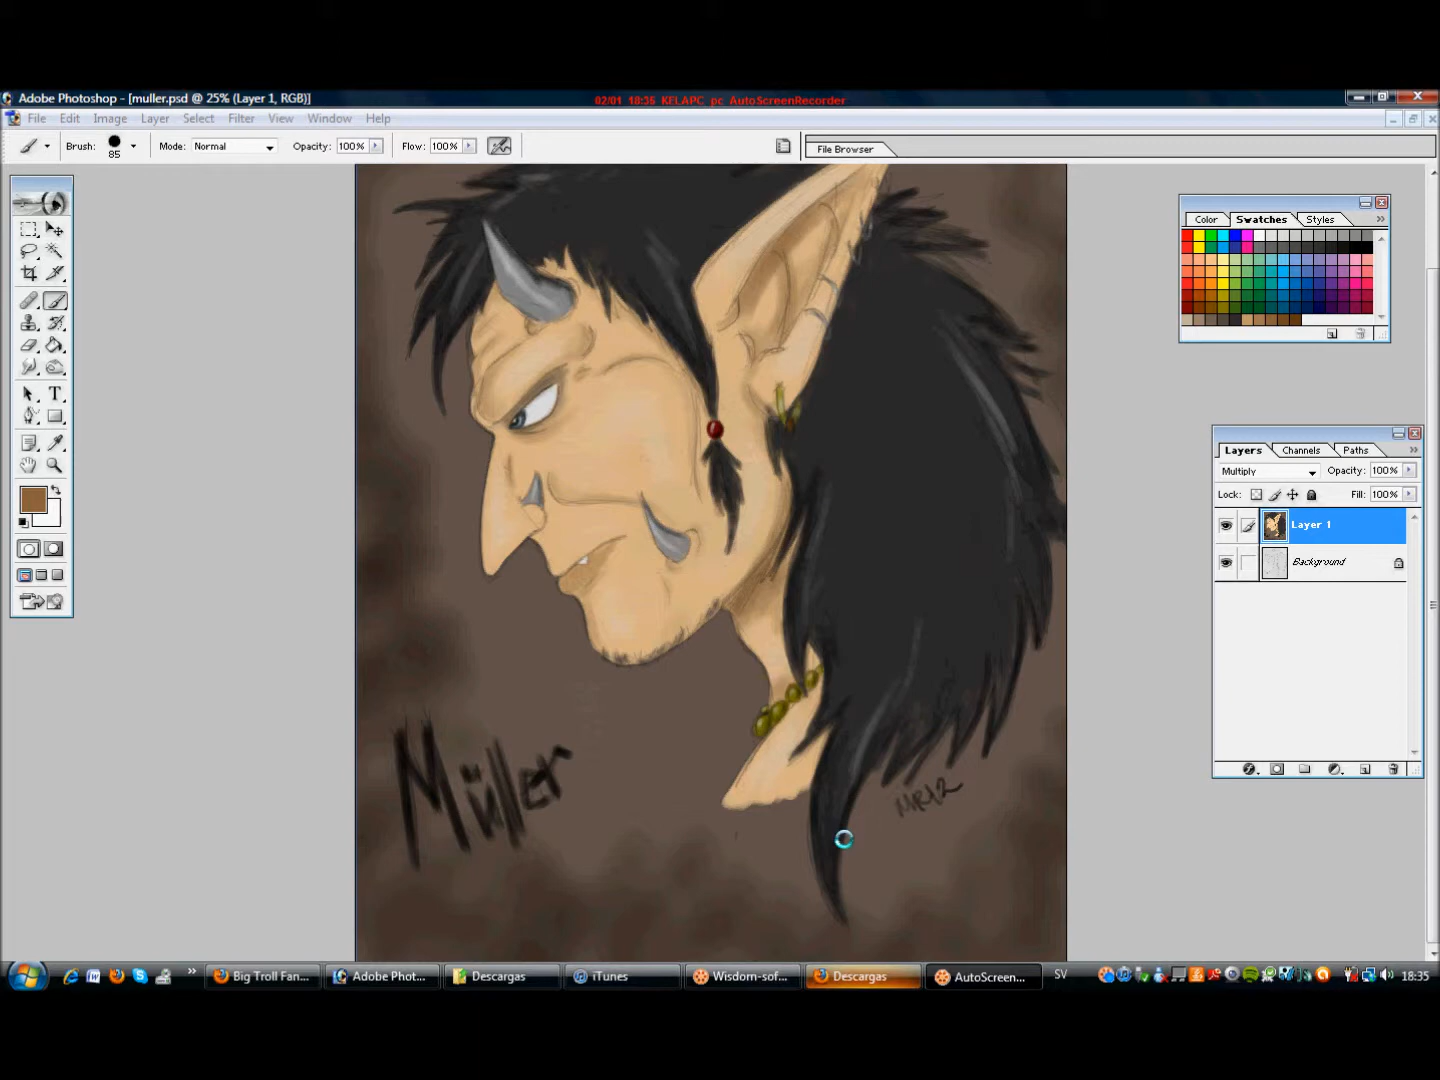 Adobe Photoshop - [muller.psd @ 25% (Layer 1, RGB)]
02/01 18:35 KELAPC pc AutoScreenRecorder
File Edit Image Layer Select Filter View Window Help
Brush: 85 Mode: Normal Opacity: 100% Flow: 100% File Browser
Color Swatches Styles
Layers Channels Paths
Multiply Opacity: 100%
Lock: Fill: 100%
Layer 1
Background
T
Müller
Big Troll Fan... Adobe Phot... Descargas iTunes Wisdom-sof... Descargas AutoScreen... SV 18:35